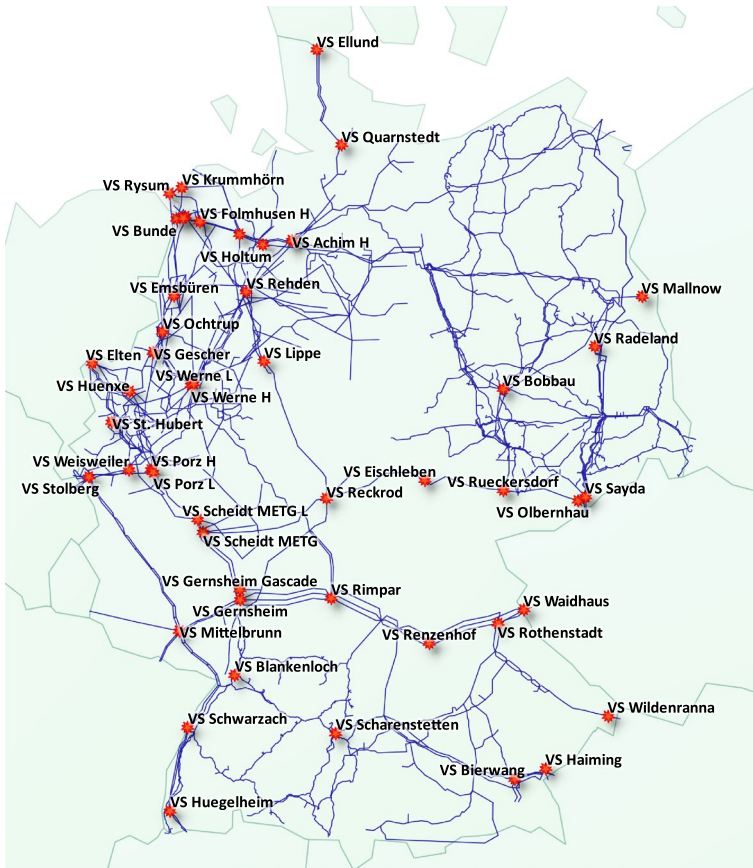 VS Ellund
VS Quarnstedt
VS Krummhörn
VS Rysum
VS Folmhusen H
VS Bunde
VS Achim H
VS Holtum
VS Emsbüren
VS Rehden
VS Mallnow
VS Ochtrup
VS Radeland
VS Elten
VS Gescher
VS Lippe
VS Werne L
VS Huenxe
VS Bobbau
VS Werne H
VS St. Hubert
VS Weisweiler
VS Porz H
VS Eischleben
VS Rueckersdorf
VS Stolberg
VS Porz L
VS Sayda
VS Reckrod
VS Olbernhau
VS Scheidt METG L
VS Scheidt METG
VS Gernsheim Gascade
VS Rimpar
VS Waidhaus
VS Gernsheim
VS Mittelbrunn
VS Renzenhof
VS Rothenstadt
VS Blankenloch
VS Wildenranna
VS Schwarzach
VS Scharenstetten
VS Haiming
VS Bierwang
VS Huegelheim